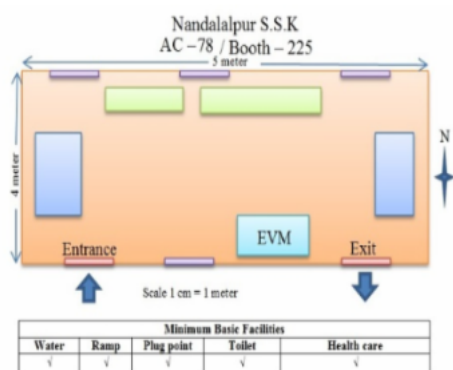 Nandalalpur S.S.K
AC –78 / Booth – 225
5 meter
4 meter
N
EVM
Entrance
Exit
Scale 1 cm = 1 meter
Minimum Basic Facilities
Water Ramp Plug point Toilet Health care
√ √ √ √ √